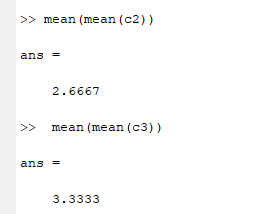 >> mean(mean(c2))
ans =
2.6667
>> mean(mean(c3))
ans =
3.3333